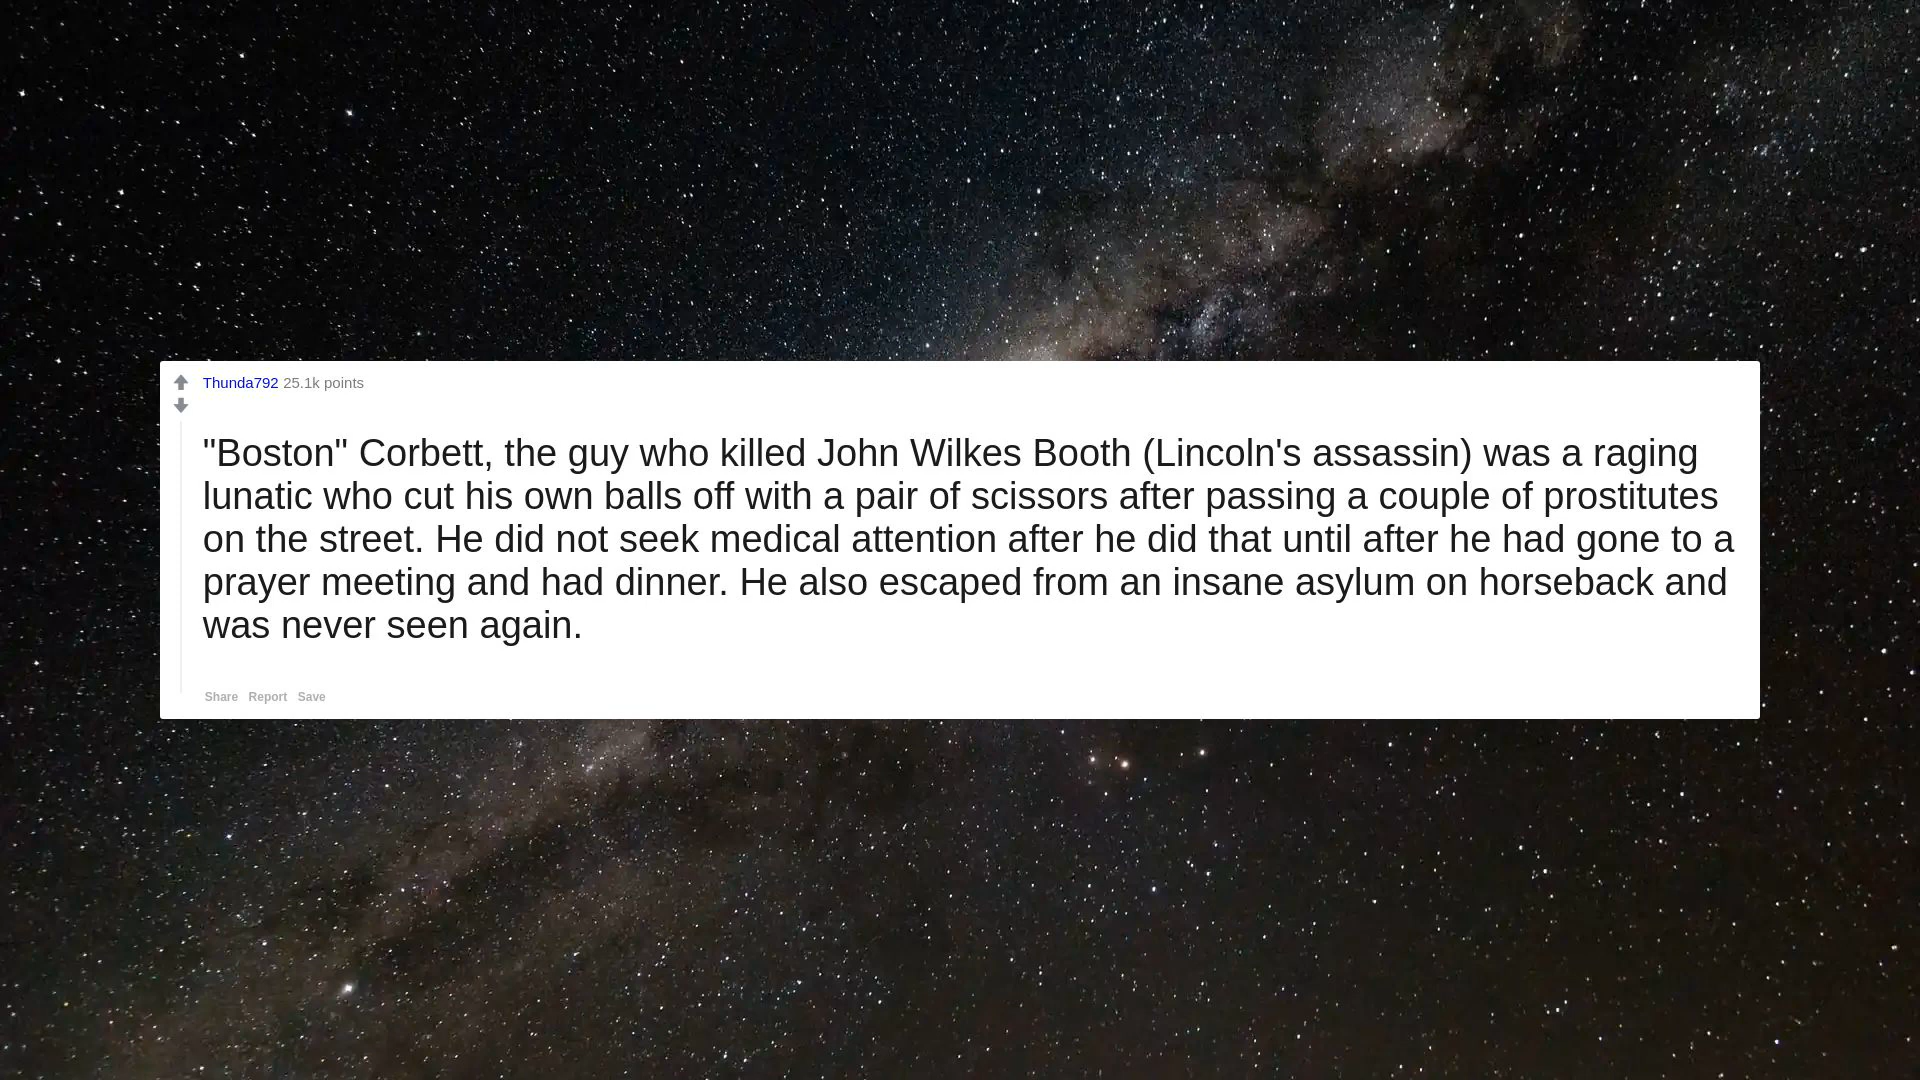 Thunda792 25.1k points
"Boston" Corbett, the guy who killed John Wilkes Booth (Lincoln's assassin) was a raging
lunatic who cut his own balls off with a pair of scissors after passing a couple of prostitutes
on the street. He did not seek medical attention after he did that until after he had gone to a
prayer meeting and had dinner. He also escaped from an insane asylum on horseback and
was never seen again.
Share Report Save